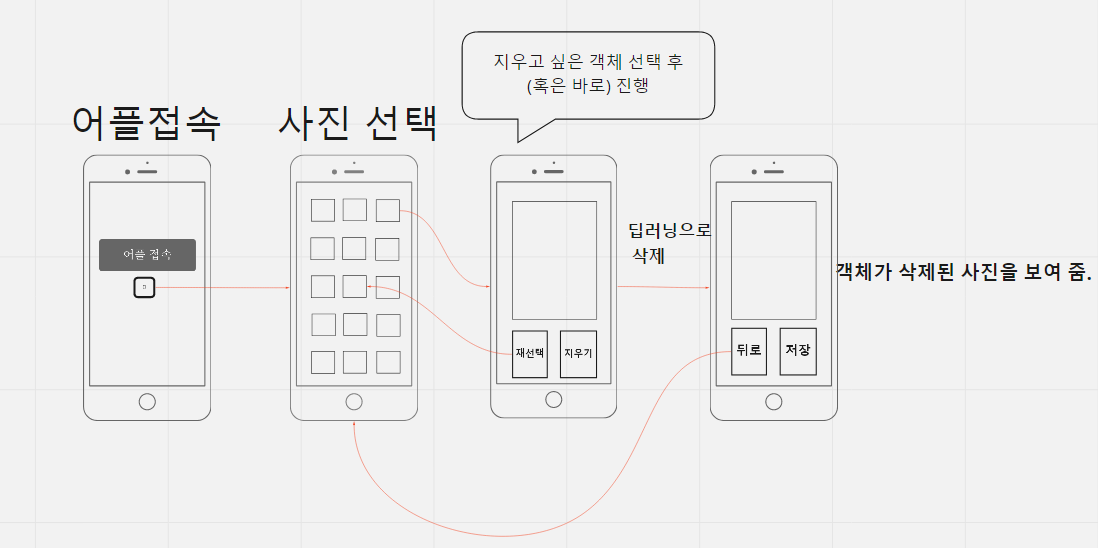 지우고 싶은 객체 선택 후
(혹은 바로) 진행
어플접속
사진 선택
어플 접속
딥러닝으로
삭제
객체가 삭제된 사진을 보여 줌.
재선택
지우기
뒤로
저장